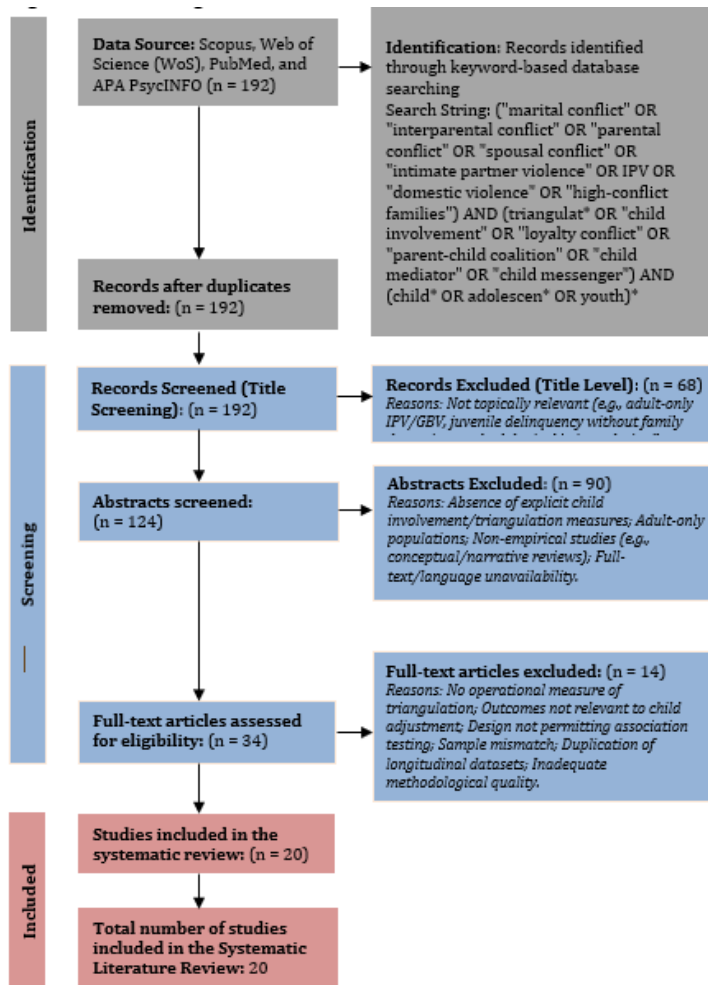 Identification
Data Source: Scopus, Web of
Science (WoS), PubMed, and
APA PsycINFO (n = 192)
Identification: Records identified
through keyword-based database
searching
Search String: ("marital conflict" OR
"interparental conflict" OR "parental
conflict" OR "spousal conflict" OR
"intimate partner violence" OR IPV OR
"domestic violence" OR "high-conflict
families") AND (triangulat* OR "child
involvement" OR "loyalty conflict" OR
"parent-child coalition" OR "child
mediator" OR "child messenger") AND
(child* OR adolescen* OR youth)*
Records after duplicates
removed: (n = 192)
Screening
Records Screened (Title
Screening): (n = 192)
Records Excluded (Title Level): (n = 68)
Reasons: Not topically relevant (e.g., adult-only
IPV/GBV, juvenile delinquency without family
Abstracts screened:
(n = 124)
Abstracts Excluded: (n = 90)
Reasons: Absence of explicit child
involvement/triangulation measures; Adult-only
populations; Non-empirical studies (e.g.,
conceptual/narrative reviews); Full-
text/language unavailability.
Full-text articles assessed
for eligibility: (n = 34)
Full-text articles excluded: (n = 14)
Reasons: No operational measure of
triangulation; Outcomes not relevant to child
adjustment; Design not permitting association
testing; Sample mismatch; Duplication of
longitudinal datasets; Inadequate
methodological quality.
Included
Studies included in the
systematic review: (n = 20)
Total number of studies
included in the Systematic
Literature Review: 20